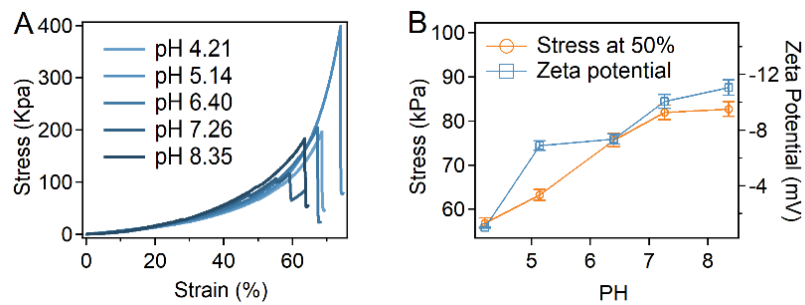 A
400
300
200
100
0
Stress (Kpa)
pH 4.21
pH 5.14
pH 6.40
pH 7.26
pH 8.35
0 20 40 60
Strain (%)
B
100
90
80
70
60
Stress (kPa)
Stress at 50%
Zeta potential
-12
-8
-4
Zeta Potential (mV)
5 6 7 8
PH